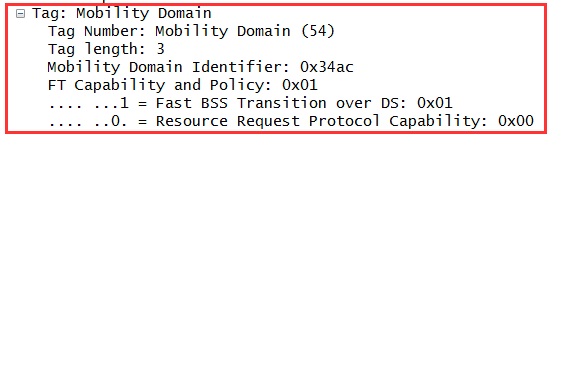 Tag: Mobility Domain
Tag Number: Mobility Domain (54)
Tag length: 3
Mobility Domain Identifier: 0x34ac
FT Capability and Policy: 0x01
.... ...1 = Fast BSS Transition over DS: 0x01
.... ..0. = Resource Request Protocol Capability: 0x00